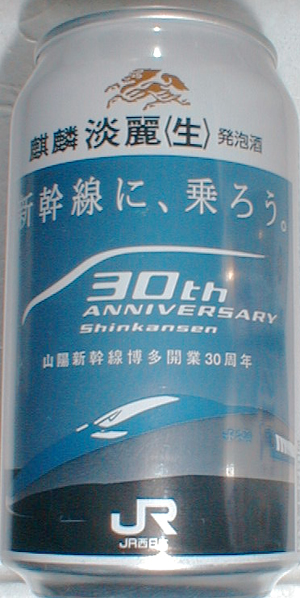 麒麟 淡麗〈生〉 発泡酒
新幹線に、乗ろう。
30th
ANNIVERSARY
Shinkansen
山陽新幹線博多開業30周年
JR
JR西日本